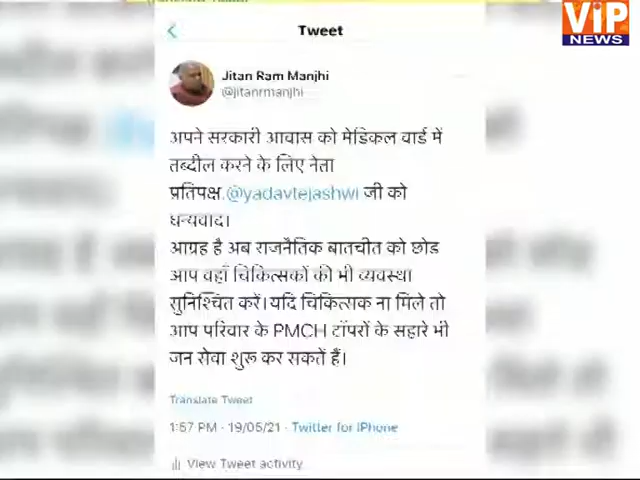 ViP
NEWS
Tweet
Jitan Ram Manjhi
@jitanrmanjhi
अपने सरकारी आवास को मेडिकल वार्ड में
तब्दील करने के लिए नेता
प्रतिपक्ष @yadavtejashwi जी को
धन्यवाद।
आग्रह है अब राजनैतिक बातचीत को छोड
आप वहाँ चिकित्सकों की भी व्यवस्था
सुनिश्चित करें।यदि चिकित्सक ना मिले तो
आप परिवार के PMCH टॉपरों के सहारे भी
जन सेवा शुरू कर सकतें हैं।
Translate Tweet
1:57 PM · 19/05/21 · Twitter for iPhone
View Tweet activity